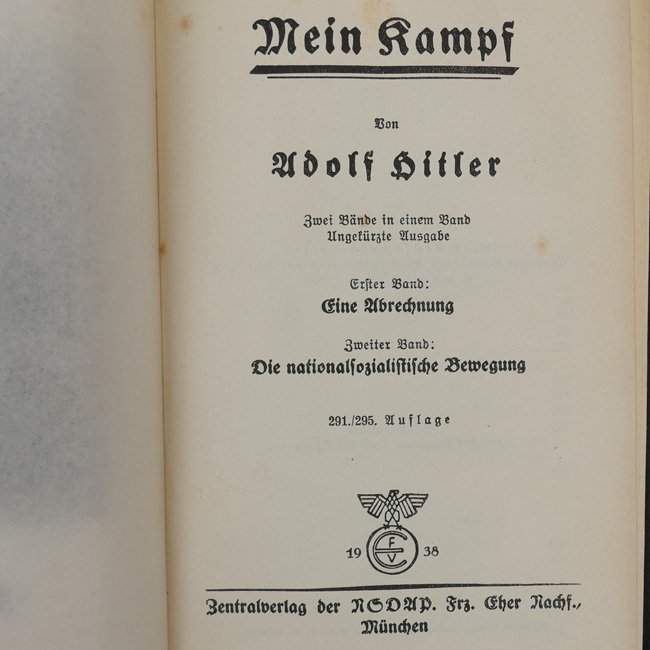 Mein Kampf
Von
Adolf Hitler
Zwei Bände in einem Band
Ungekürzte Ausgabe
Erster Band:
Eine Abrechnung
Zweiter Band:
Die nationalsozialistische Bewegung
291./295. Auflage
F
E
V
19 38
Zentralverlag der NSDAP. Frz. Eher Nachf.,
München